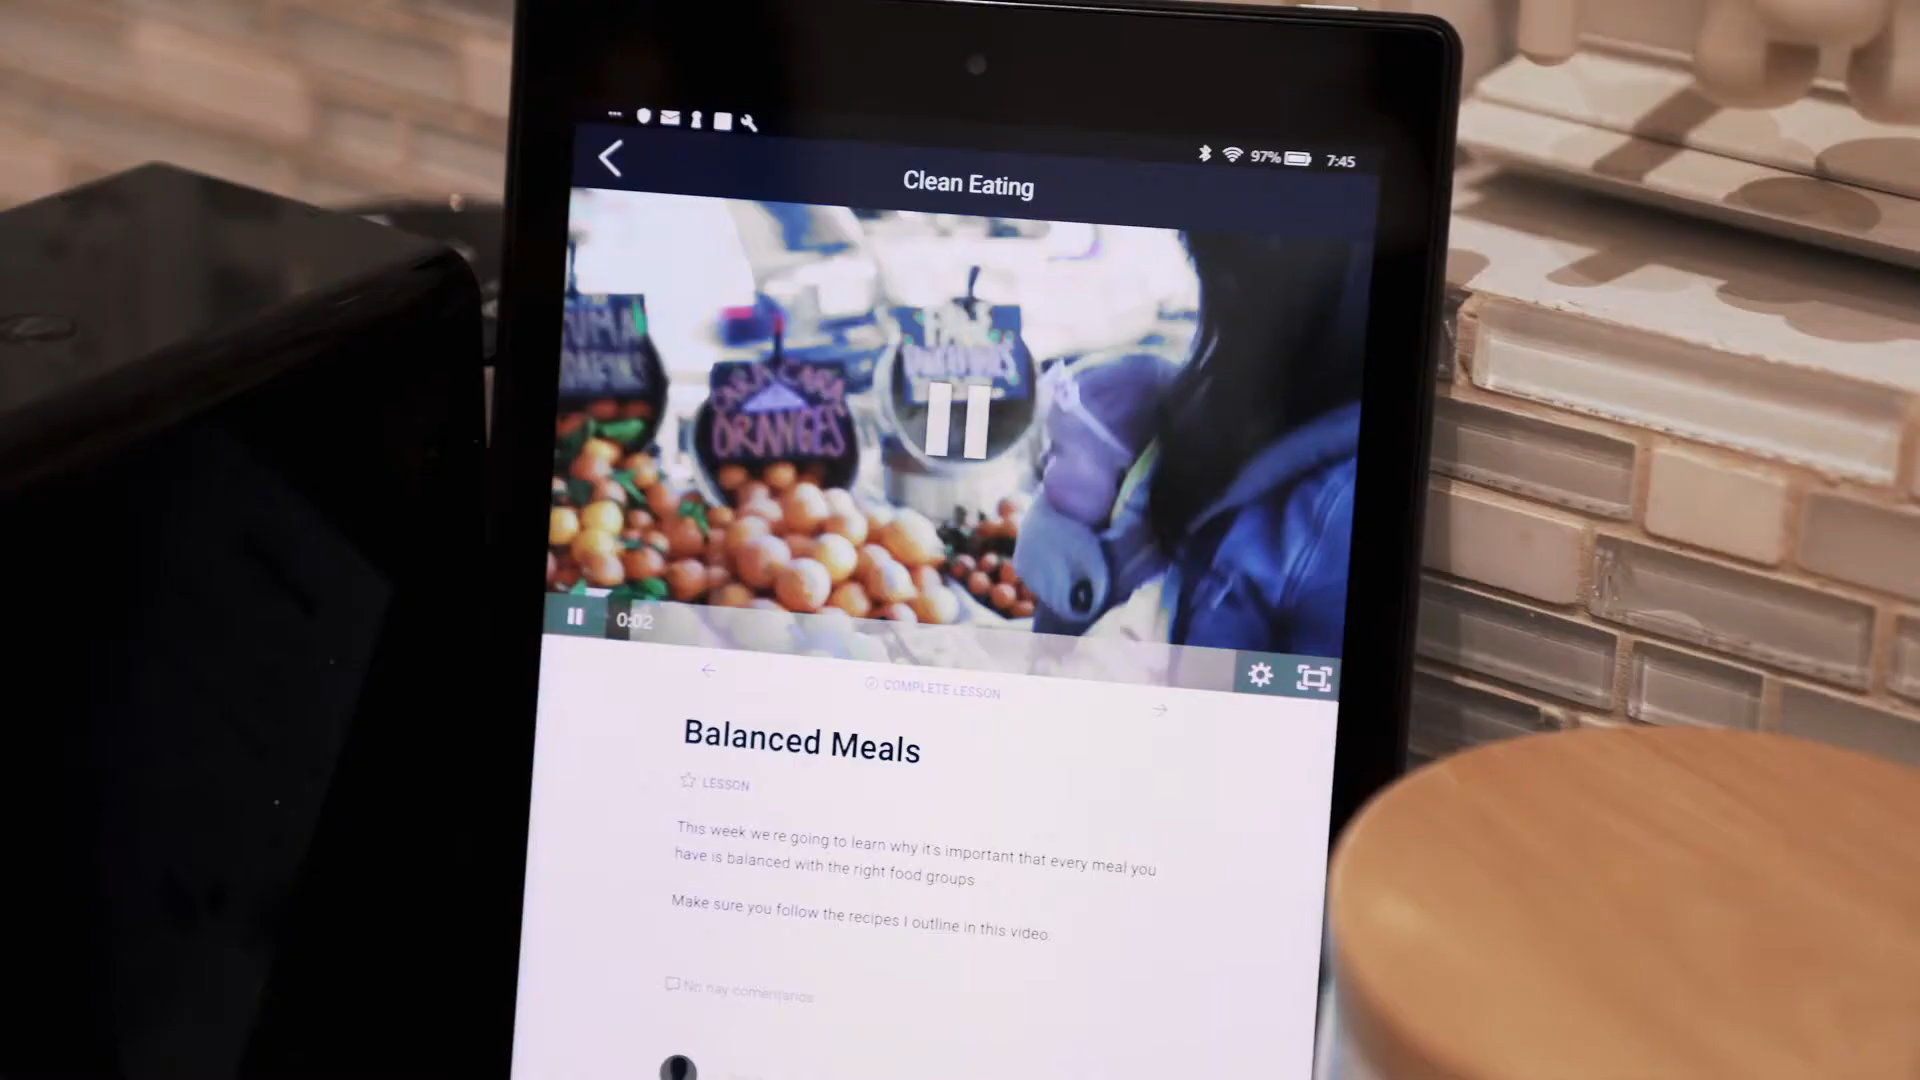 97% 7:45
Clean Eating
CARA CARA
ORANGES
0:02
COMPLETE LESSON
Balanced Meals
LESSON
This week we're going to learn why it's important that every meal you
have is balanced with the right food groups
Make sure you follow the recipes I outline in this video.
No hay comentarios